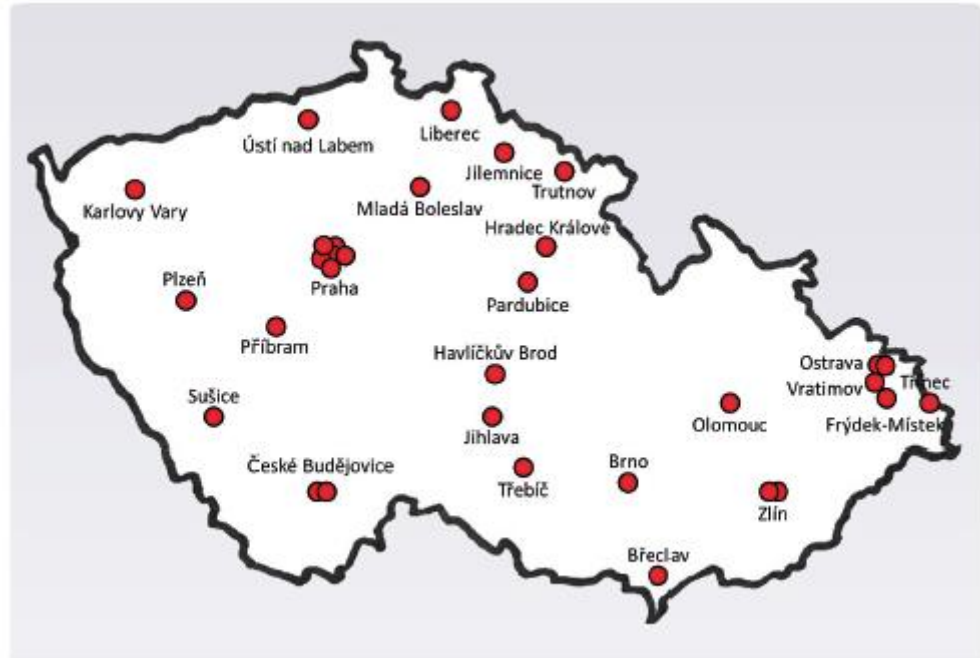 Liberec
Ústí nad Labem
Jilemnice
Trutnov
Karlovy Vary
Mladá Boleslav
Hradec Králové
Plzeň
Praha
Pardubice
Příbram
Havlíčkův Brod
Ostrava
Třinec
Vratimov
Sušice
Olomouc
Frýdek-Místek
Jihlava
České Budějovice
Brno
Třebíč
Zlín
Břeclav